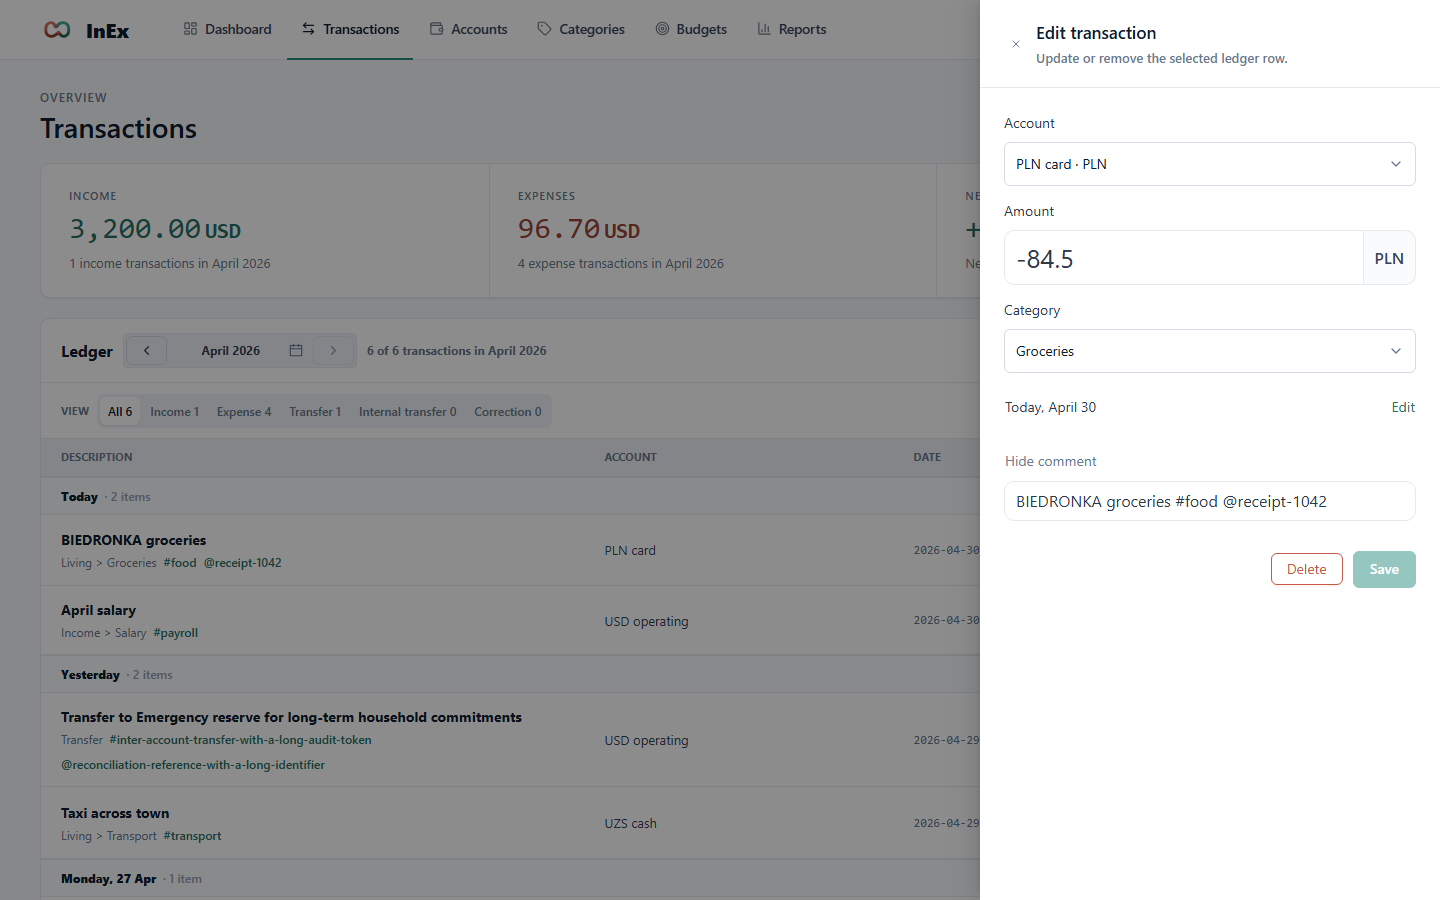 InEx
Dashboard
Transactions
Accounts
Categories
Budgets
Reports
OVERVIEW
Transactions
INCOME
3,200.00 USD
1 income transactions in April 2026
EXPENSES
96.70 USD
4 expense transactions in April 2026
Ledger
April 2026
6 of 6 transactions in April 2026
VIEW
All 6
Income 1
Expense 4
Transfer 1
Internal transfer 0
Correction 0
DESCRIPTION
ACCOUNT
DATE
Today · 2 items
BIEDRONKA groceries
Living > Groceries #food @receipt-1042
PLN card
2026-04-30
April salary
Income > Salary #payroll
USD operating
2026-04-30
Yesterday · 2 items
Transfer to Emergency reserve for long-term household commitments
Transfer #inter-account-transfer-with-a-long-audit-token
@reconciliation-reference-with-a-long-identifier
USD operating
2026-04-29
Taxi across town
Living > Transport #transport
UZS cash
2026-04-29
Monday, 27 Apr · 1 item
Edit transaction
Update or remove the selected ledger row.
Account
PLN card · PLN
Amount
-84.5
PLN
Category
Groceries
Today, April 30
Edit
Hide comment
BIEDRONKA groceries #food @receipt-1042
Delete
Save